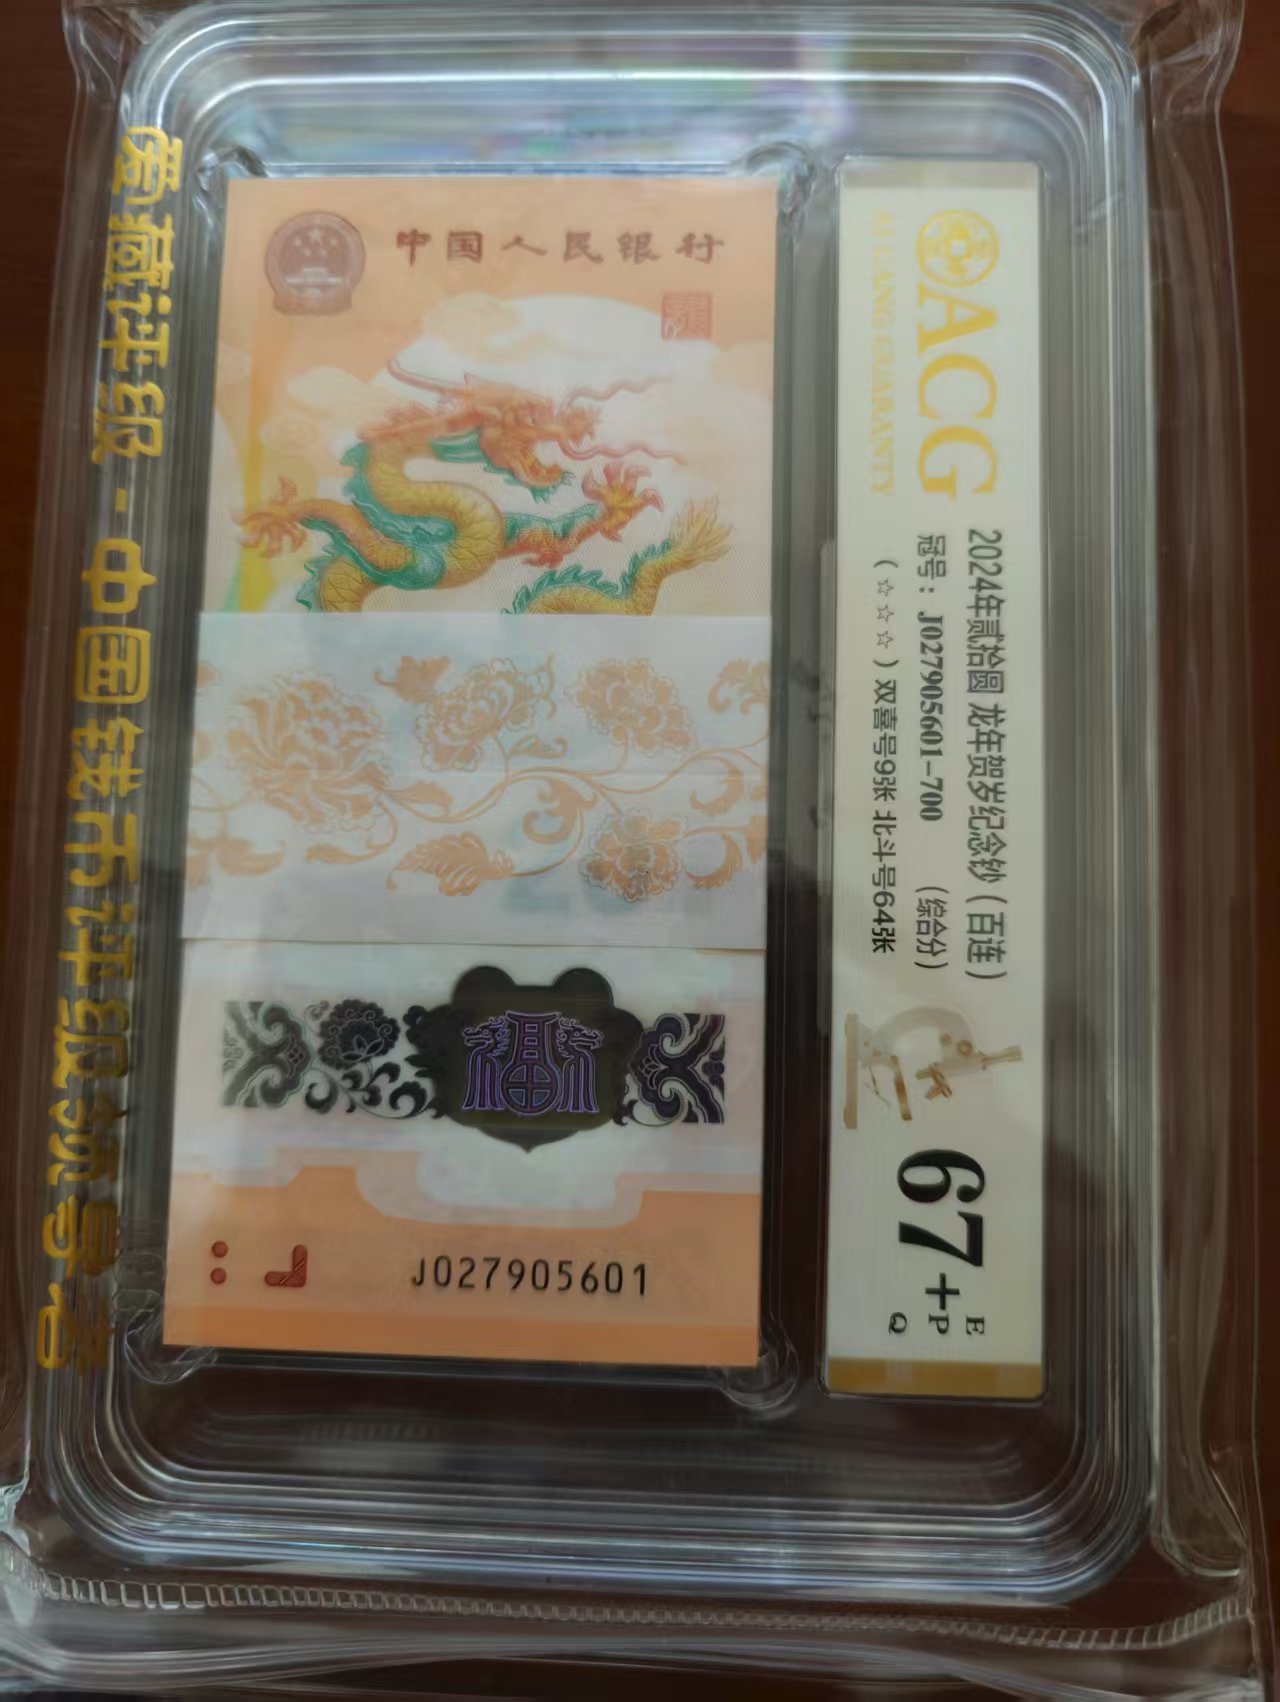 爱藏评级 - 中国钱币评级领导者
中国人民银行
福
J027905601
ACG
AI CANG GUARANTY
2024年贰拾圆 龙年贺岁纪念钞 (百连)
冠号: J027905601-700 (综合分)
(☆☆☆) 双喜号9张 北斗号64张
67+
E
P
Q